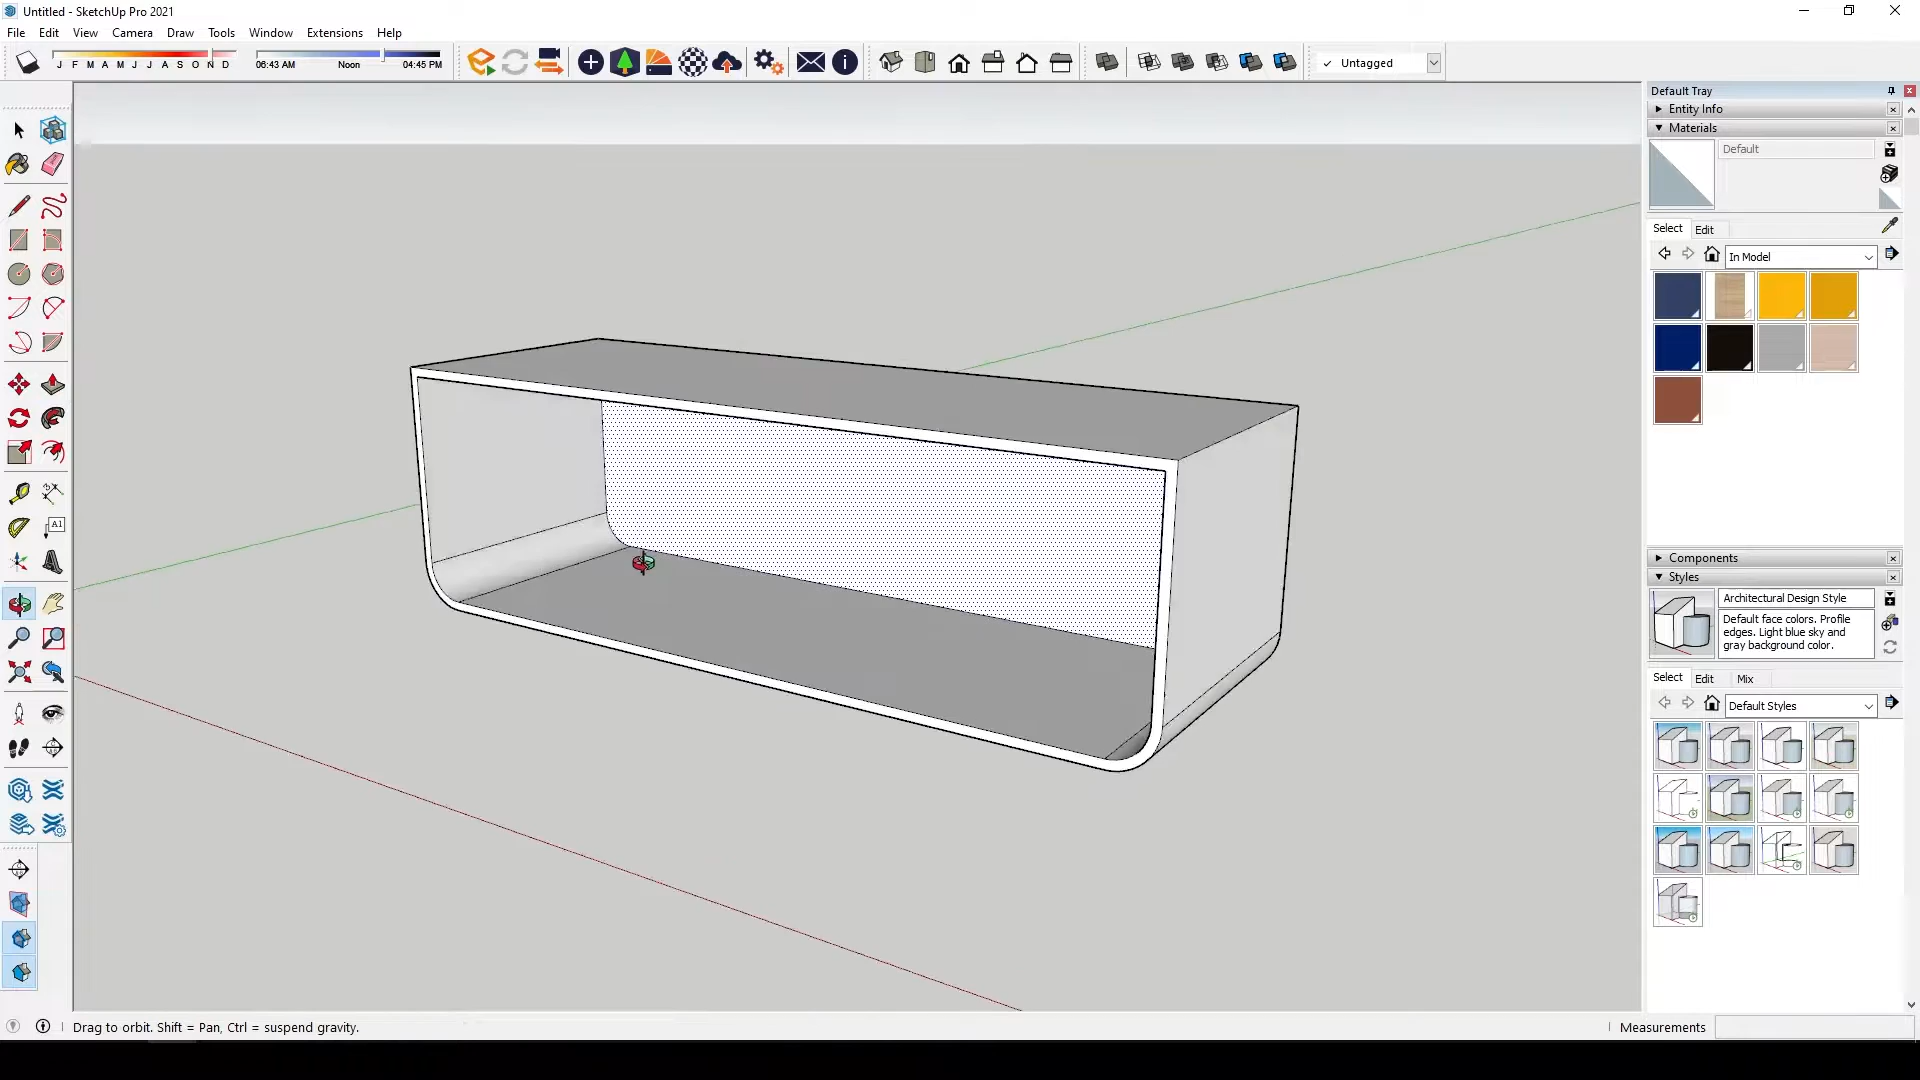 Untitled - SketchUp Pro 2021
File Edit View Camera Draw Tools Window Extensions Help
J F M A M J J A S O N D
06:43 AM Noon 04:45 PM
✓ Untagged
Default Tray
Entity Info
Materials
Default
Select Edit
In Model
A1
Components
Styles
Architectural Design Style
Default face colors. Profile
edges. Light blue sky and
gray background color.
Select Edit Mix
Default Styles
Drag to orbit. Shift = Pan, Ctrl = suspend gravity.
Measurements